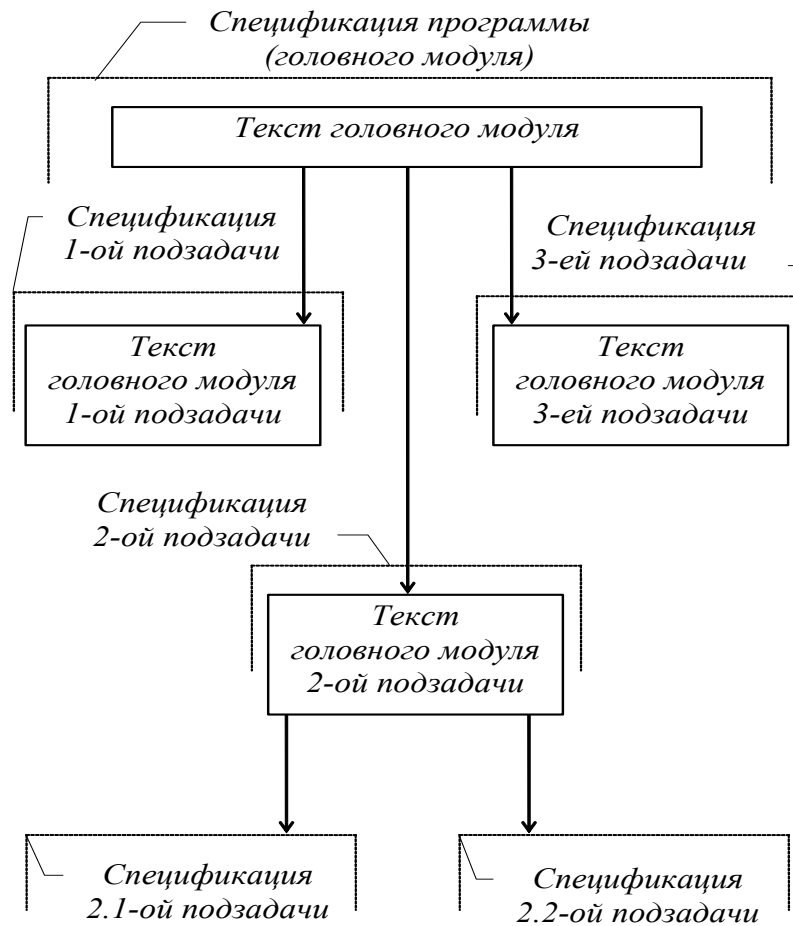 Спецификация программы
(головного модуля)
Текст головного модуля
Спецификация
1-ой подзадачи
Спецификация
3-ей подзадачи
Текст
головного модуля
1-ой подзадачи
Текст
головного модуля
3-ей подзадачи
Спецификация
2-ой подзадачи
Текст
головного модуля
2-ой подзадачи
Спецификация
2.1-ой подзадачи
Спецификация
2.2-ой подзадачи